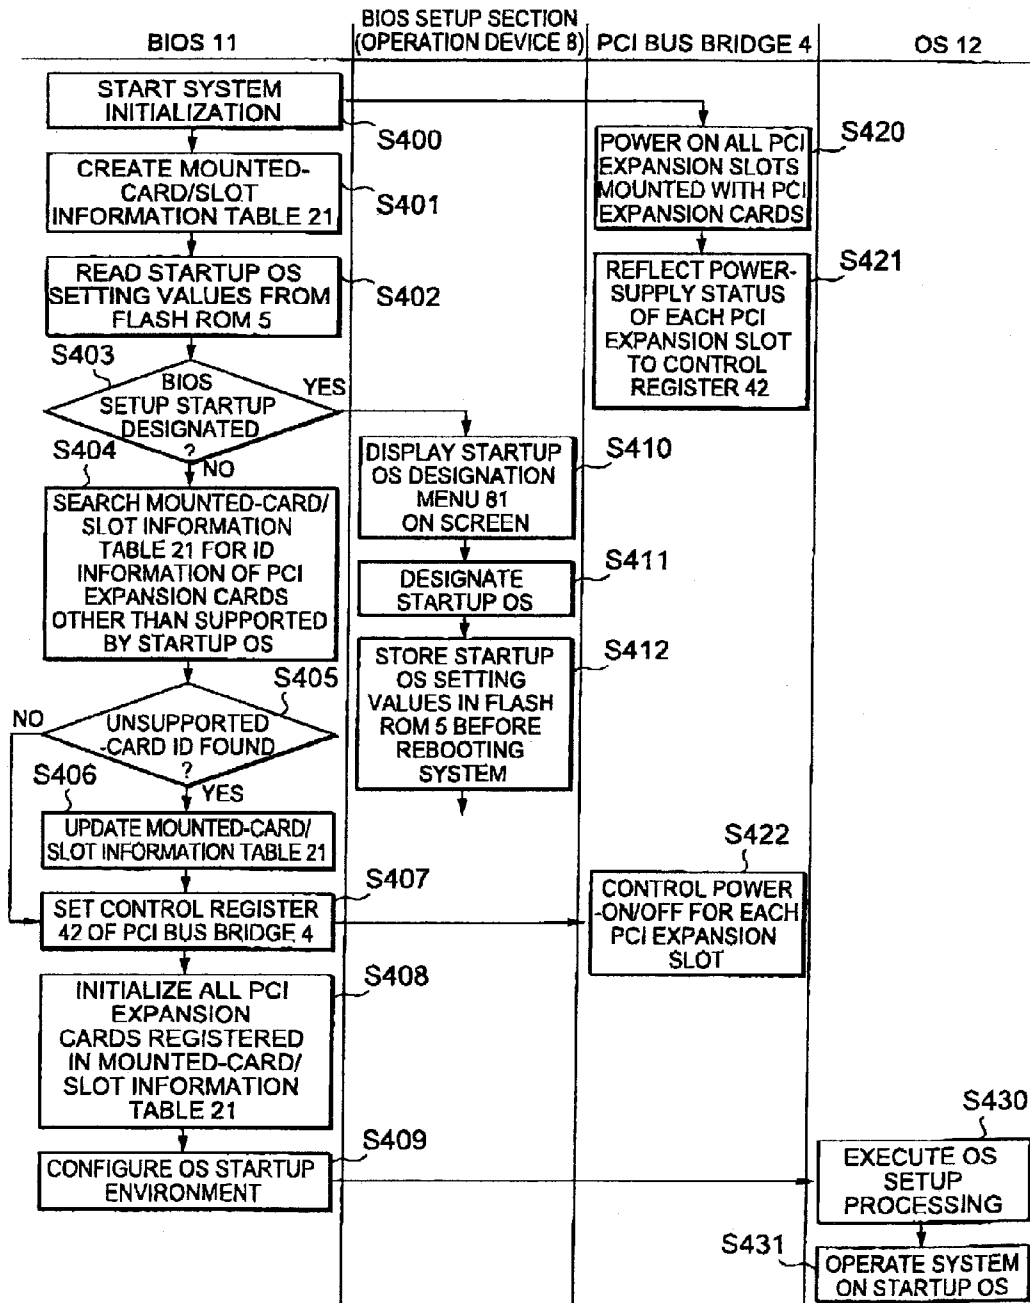 BIOS 11
BIOS SETUP SECTION
(OPERATION DEVICE 8)
PCI BUS BRIDGE 4
OS 12
START SYSTEM
INITIALIZATION
S400
CREATE MOUNTED-
CARD/SLOT
INFORMATION TABLE 21
S401
READ STARTUP OS
SETTING VALUES FROM
FLASH ROM 5
S402
S403
BIOS
SETUP STARTUP
DESIGNATED
?
YES
NO
S404
SEARCH MOUNTED-CARD/
SLOT INFORMATION
TABLE 21 FOR ID
INFORMATION OF PCI
EXPANSION CARDS
OTHER THAN SUPPORTED
BY STARTUP OS
S405
UNSUPPORTED
-CARD ID FOUND
?
NO
YES
S406
UPDATE MOUNTED-CARD/
SLOT INFORMATION TABLE 21
S407
SET CONTROL REGISTER
42 OF PCI BUS BRIDGE 4
S408
INITIALIZE ALL PCI
EXPANSION
CARDS REGISTERED
IN MOUNTED-CARD/
SLOT INFORMATION
TABLE 21
S409
CONFIGURE OS STARTUP
ENVIRONMENT
S410
DISPLAY STARTUP
OS DESIGNATION
MENU 81
ON SCREEN
S411
DESIGNATE
STARTUP OS
S412
STORE STARTUP
OS SETTING
VALUES IN FLASH
ROM 5 BEFORE
REBOOTING
SYSTEM
S420
POWER ON ALL PCI
EXPANSION SLOTS
MOUNTED WITH PCI
EXPANSION CARDS
S421
REFLECT POWER-
SUPPLY STATUS
OF EACH PCI
EXPANSION SLOT
TO CONTROL
REGISTER 42
S422
CONTROL POWER
-ON/OFF FOR EACH
PCI EXPANSION
SLOT
S430
EXECUTE OS
SETUP
PROCESSING
S431
OPERATE SYSTEM
ON STARTUP OS